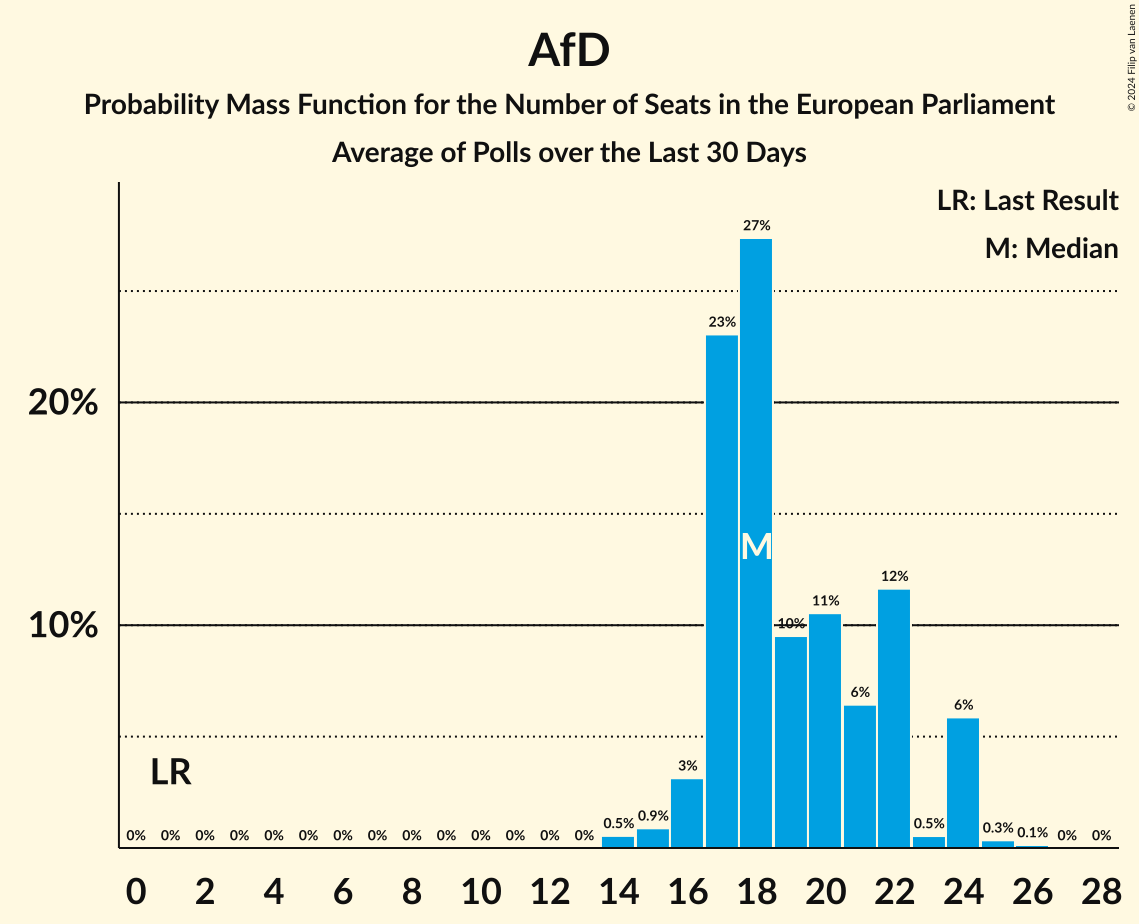 AfD
Probability Mass Function for the Number of Seats in the European Parliament
Average of Polls over the Last 30 Days
© 2024 Filip van Laenen
LR: Last Result
M: Median
27%
23%
20%
M
12%
11%
10%
10%
6%
6%
LR
3%
0% 0% 0% 0% 0% 0% 0% 0% 0% 0% 0% 0% 0% 0% 0.5% 0.9% 0.5% 0.3% 0.1% 0% 0%
0 2 4 6 8 10 12 14 16 18 20 22 24 26 28